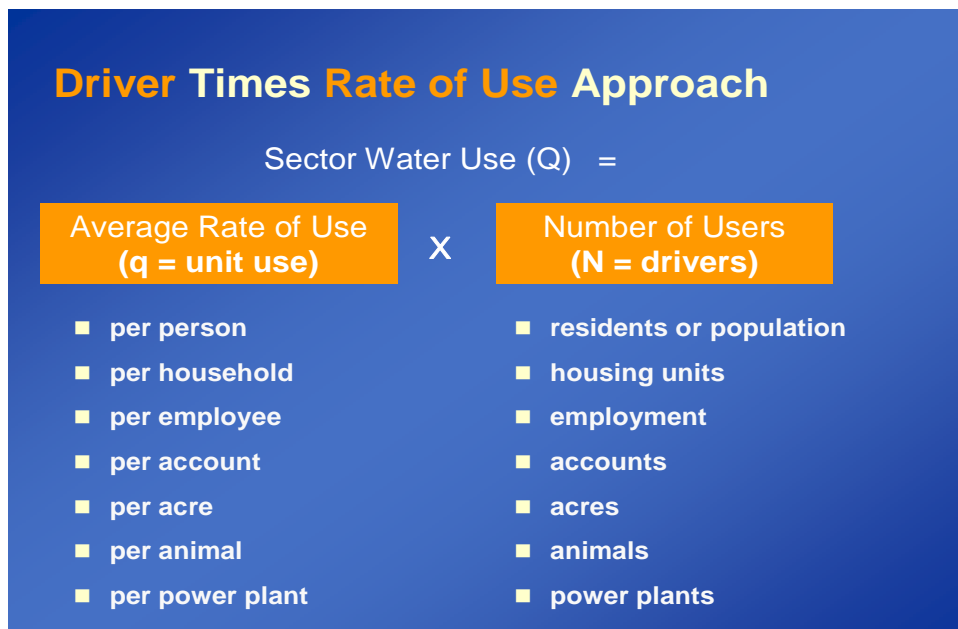 Driver Times Rate of Use Approach
Sector Water Use (Q) =
Average Rate of Use
(q = unit use)
x
Number of Users
(N = drivers)
per person
per household
per employee
per account
per acre
per animal
per power plant
residents or population
housing units
employment
accounts
acres
animals
power plants